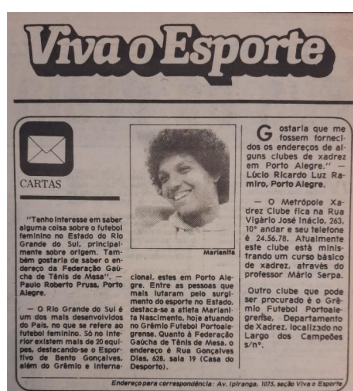 Viva o Esporte
CARTAS
"Tenho interesse em saber
alguma coisa sobre o futebol
feminino no Estado do Rio
Grande do Sul, principal-
mente sobre origem. Tam-
bém gostaria de saber o en-
dereço da Federação Gaú-
cha de Tênis de Mesa". —
Paulo Roberto Pruss, Porto
Alegre.
— O Rio Grande do Sul é
um dos mais desenvolvidos
do País, no que se refere ao
futebol feminino. Só no inte-
rior existem mais de 20 equi-
pes, destacando-se o Espor-
tivo de Bento Gonçalves,
além do Grêmio e Interna-
Marianita
cional, estes em Porto Ale-
gre. Entre as pessoas que
mais lutaram pelo surgi-
mento do esporte no Estado,
destaca-se a atleta Mariani-
ta Nascimento, hoje atuando
no Grêmio Futebol Portoale-
grense. Quanto à Federação
Gaúcha de Tênis de Mesa, o
endereço é Rua Gonçalves
Dias, 628, sala 19 (Casa do
Desporto).
Gostaria que me
fossem forneci-
dos os endereços de al-
guns clubes de xadrez
em Porto Alegre." —
Lúcio Ricardo Luz Ra-
miro, Porto Alegre.
— O Metrópole Xa-
drez Clube fica na Rua
Vigário José Inácio, 263,
10º andar e seu telefone
é 24.56.78. Atualmente
este clube está minis-
trando um curso básico
de xadrez, através do
professor Mário Serpa.
Outro clube que pode
ser procurado é o Grê-
mio Futebol Portoale-
grense, Departamento
de Xadrez, localizado no
Largo dos Campeões
s/nº.
Endereço para correspondência: Av. Ipiranga, 1075, seção Viva o Esporte